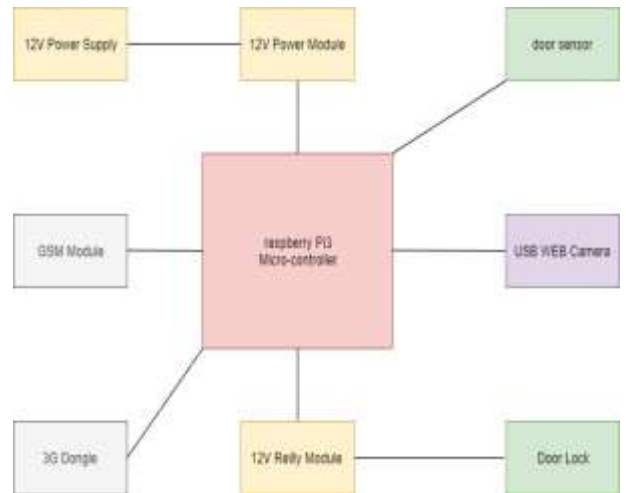 12V Power Supply
12V Power Module
door sensor
GSM Module
raspberry Pi3
Micro-controller
USB WEB Camera
3G Dongle
12V Reilly Module
Door Lock